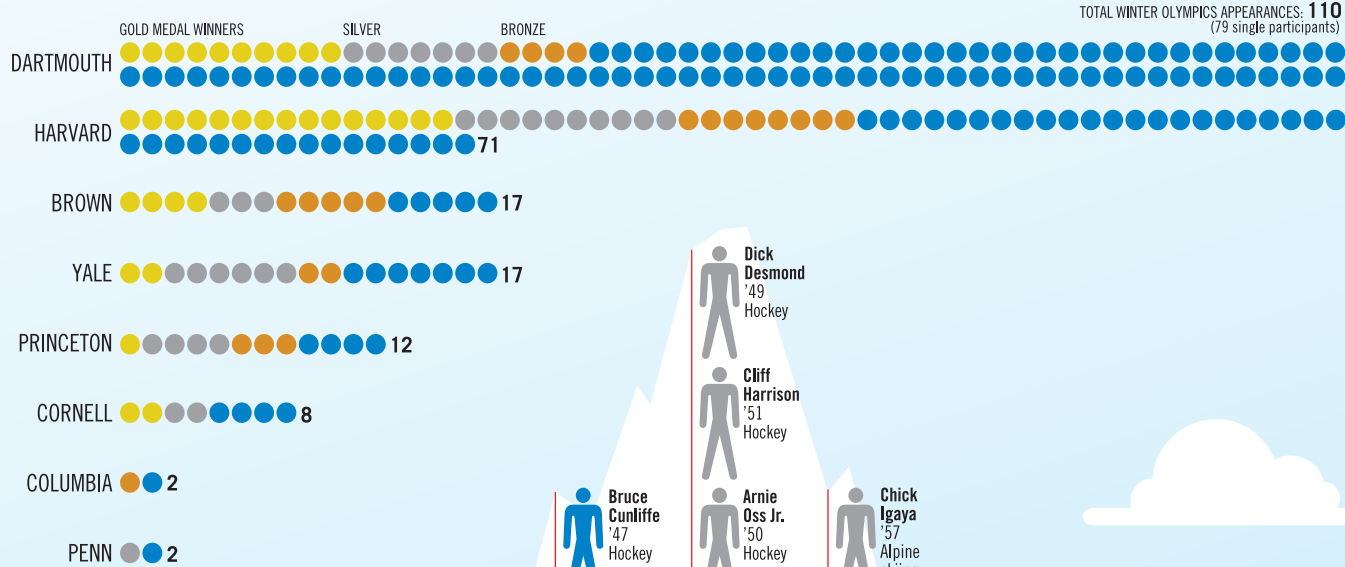 TOTAL WINTER OLYMPICS APPEARANCES: 110
(79 single participants)
GOLD MEDAL WINNERS SILVER BRONZE
DARTMOUTH
HARVARD
71
BROWN 17
YALE 17
PRINCETON 12
CORNELL 8
COLUMBIA 2
PENN 2
Dick
Desmond
’49
Hockey
Cliff
Harrison
’51
Hockey
Bruce
Cunliffe
’47
Hockey
Arnie
Oss Jr.
’50
Hockey
Chick
Igaya
’57
Alpine